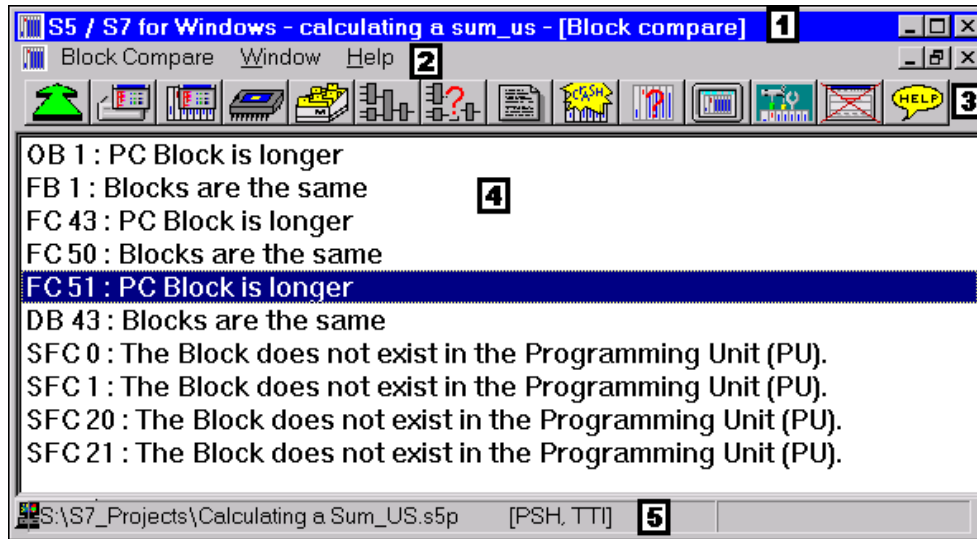 S5 / S7 for Windows - calculating a sum_us - [Block compare] 1
Block Compare Window Help 2
CRASH HELP 3
OB 1 : PC Block is longer
FB 1 : Blocks are the same
4
FC 43 : PC Block is longer
FC 50 : Blocks are the same
FC 51 : PC Block is longer
DB 43 : Blocks are the same
SFC 0 : The Block does not exist in the Programming Unit (PU).
SFC 1 : The Block does not exist in the Programming Unit (PU).
SFC 20 : The Block does not exist in the Programming Unit (PU).
SFC 21 : The Block does not exist in the Programming Unit (PU).
S:\S7_Projects\Calculating a Sum_US.s5p [PSH, TTI] 5